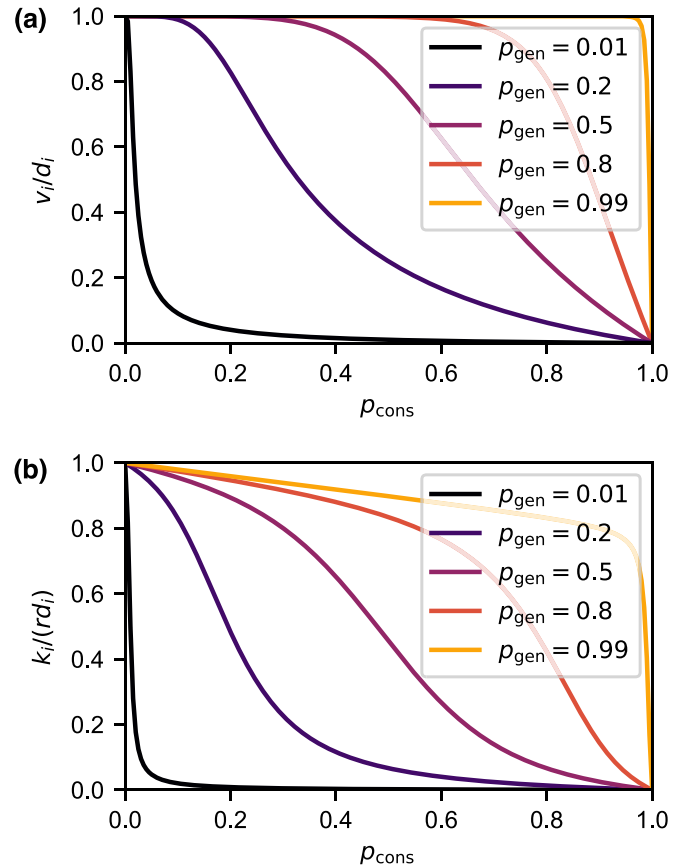 (a)
1.0
0.8
0.6
0.4
0.2
0.0
v_i/d_i
p_gen = 0.01
p_gen = 0.2
p_gen = 0.5
p_gen = 0.8
p_gen = 0.99
0.0 0.2 0.4 0.6 0.8 1.0
p_cons
(b)
1.0
0.8
0.6
0.4
0.2
0.0
k_i/(rd_i)
p_gen = 0.01
p_gen = 0.2
p_gen = 0.5
p_gen = 0.8
p_gen = 0.99
0.0 0.2 0.4 0.6 0.8 1.0
p_cons